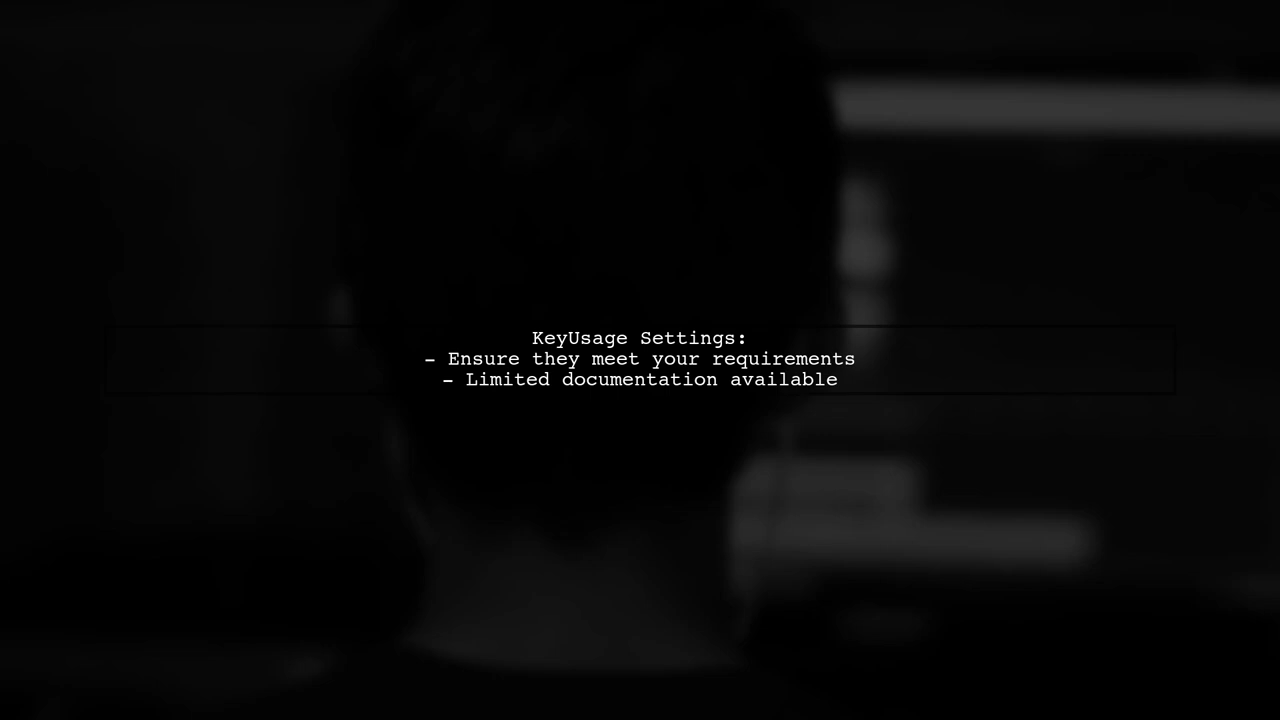 KeyUsage Settings:
- Ensure they meet your requirements
- Limited documentation available